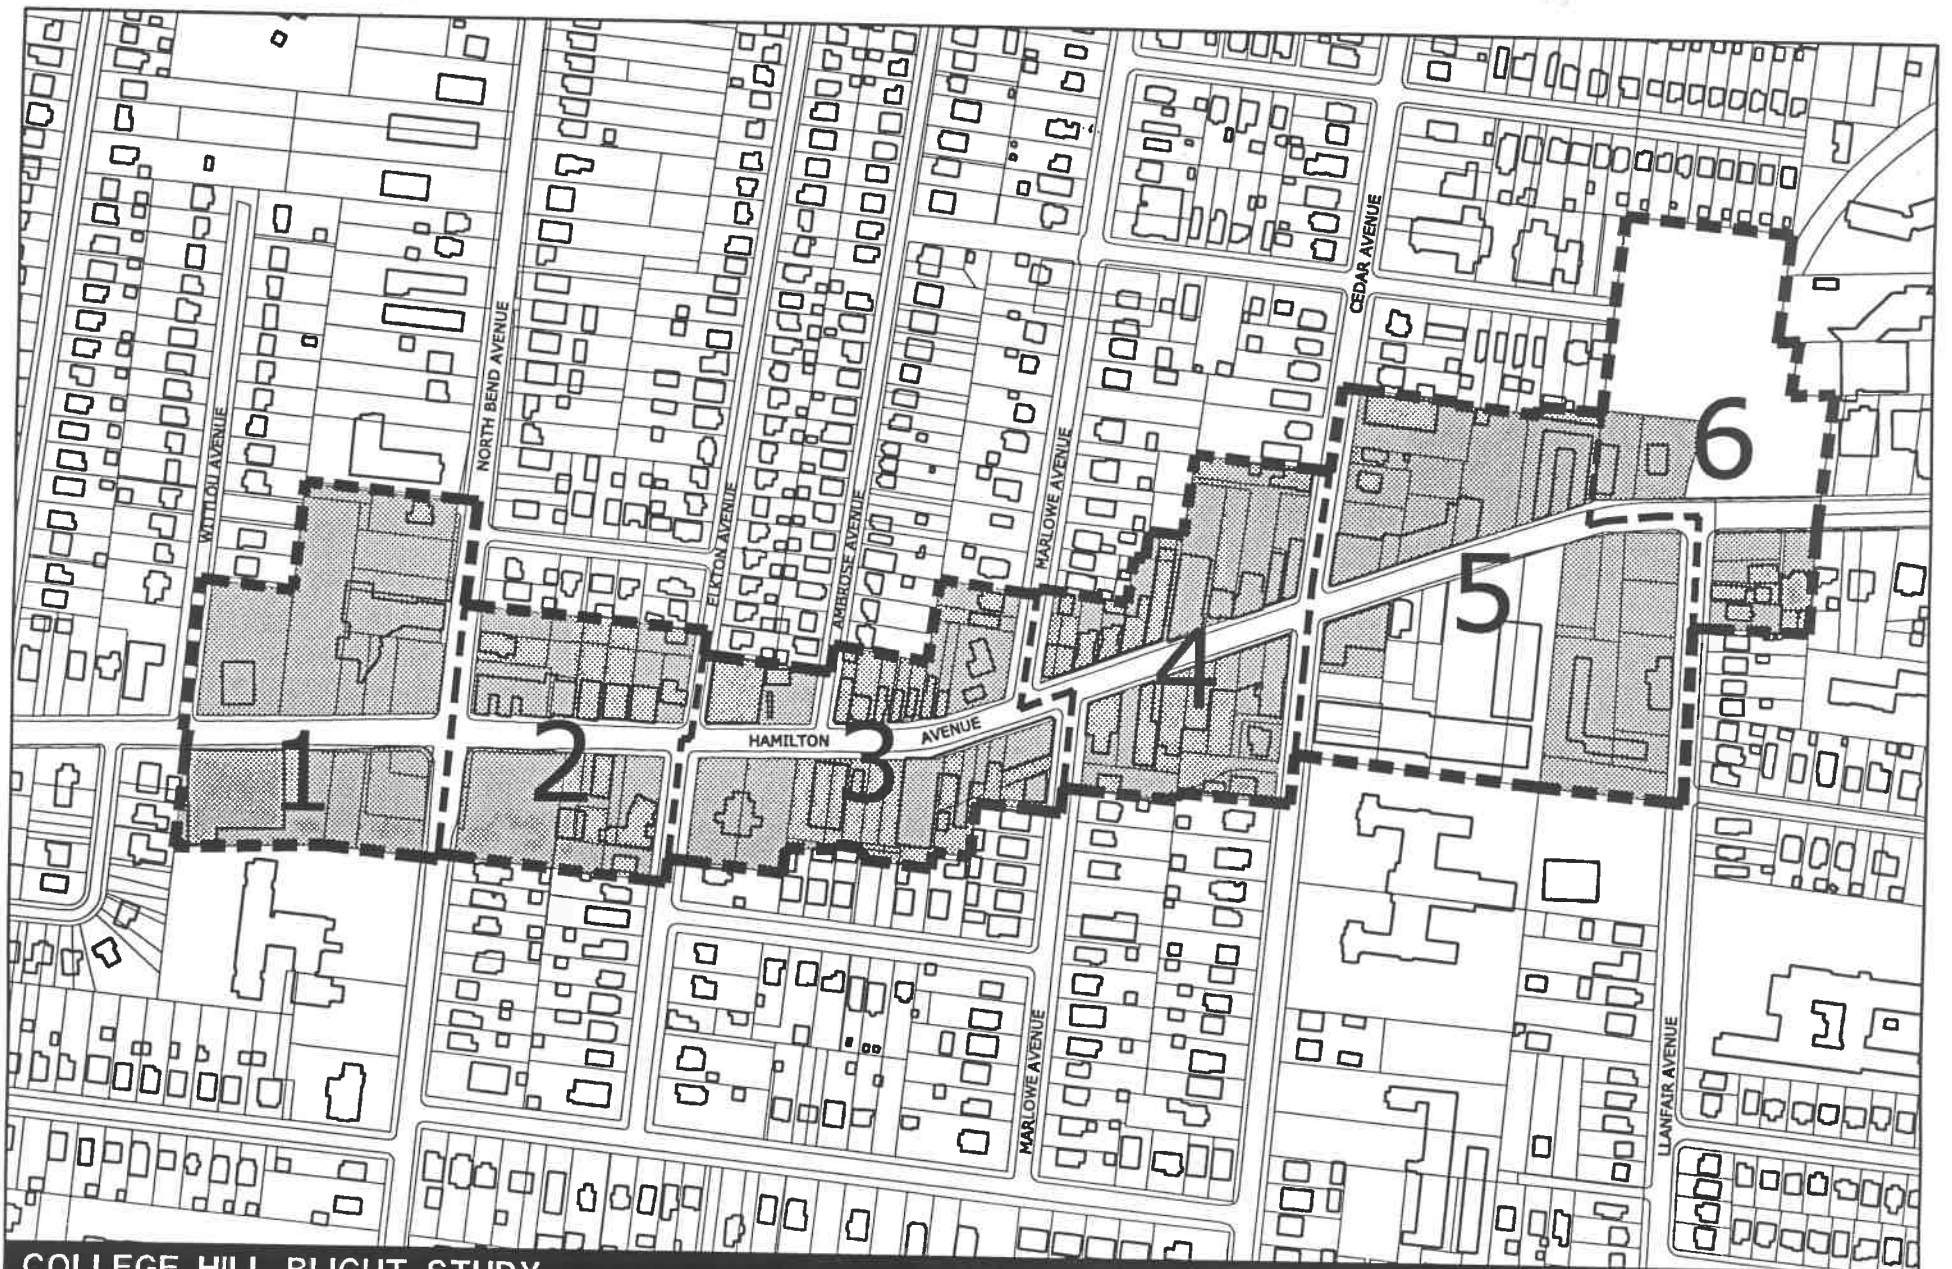 CEDAR AVENUE
NORTH BEND AVENUE
WITTLOU AVENUE
ELKTON AVENUE
AMBROSE AVENUE
MARLOWE AVENUE
6
5
4
HAMILTON AVENUE
1
2
3
MARLOWE AVENUE
LLANFAIR AVENUE
COLLEGE HILL BLIGHT STUDY